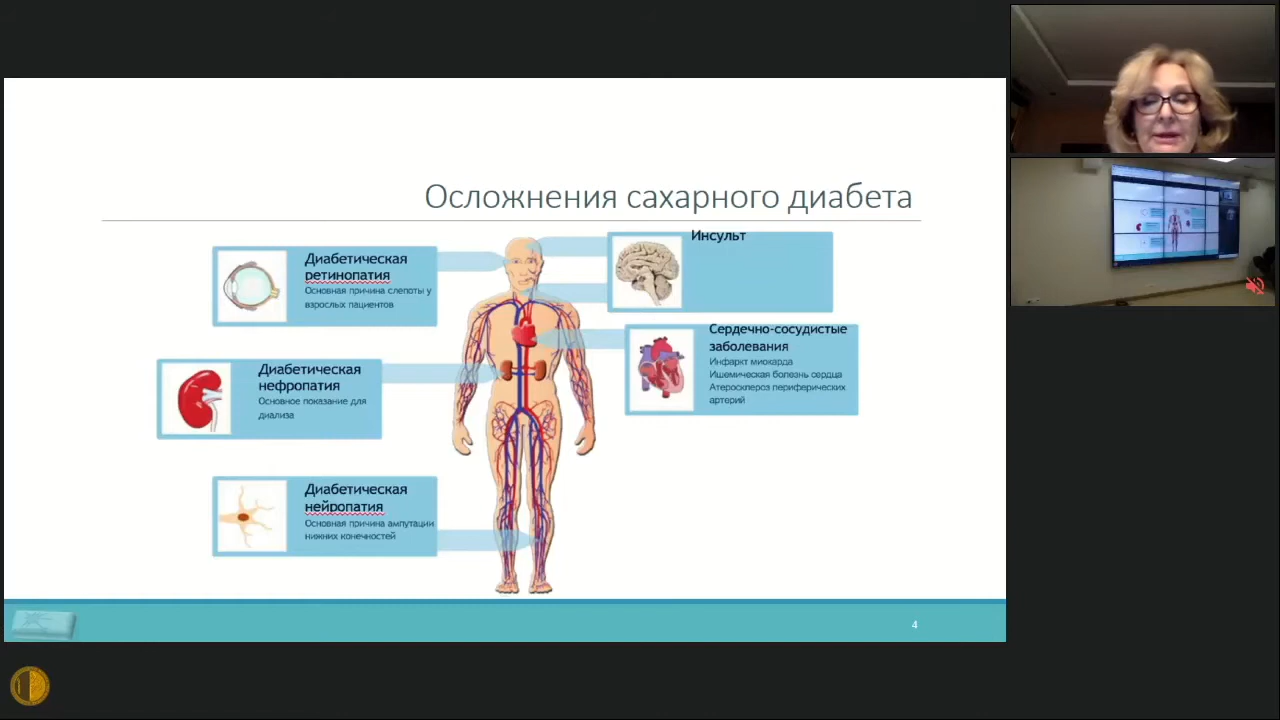 Осложнения сахарного диабета
Диабетическая
ретинопатия
Основная причина слепоты у
взрослых пациентов
Инсульт
Сердечно-сосудистые
заболевания
Инфаркт миокарда
Ишемическая болезнь сердца
Атеросклероз периферических
артерий
Диабетическая
нефропатия
Основное показание для
диализа
Диабетическая
нейропатия
Основная причина ампутации
нижних конечностей
4